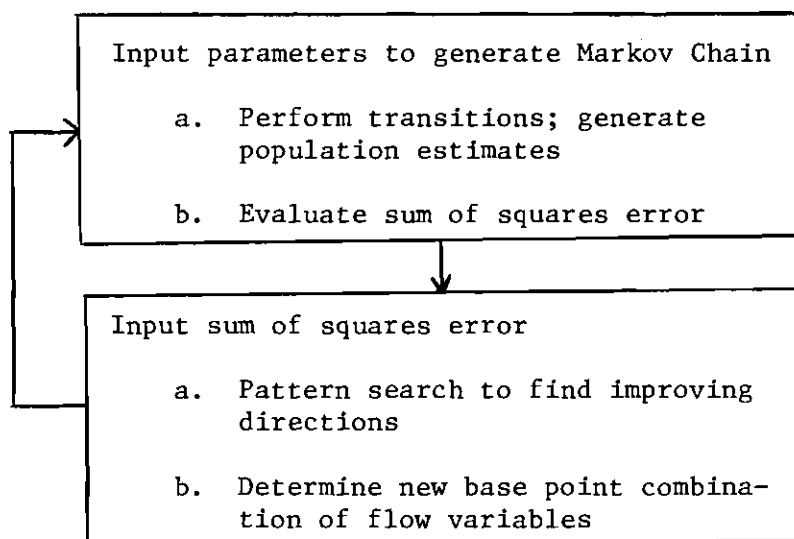 Input parameters to generate Markov Chain
a. Perform transitions; generate
population estimates
b. Evaluate sum of squares error
Input sum of squares error
a. Pattern search to find improving
directions
b. Determine new base point combina-
tion of flow variables